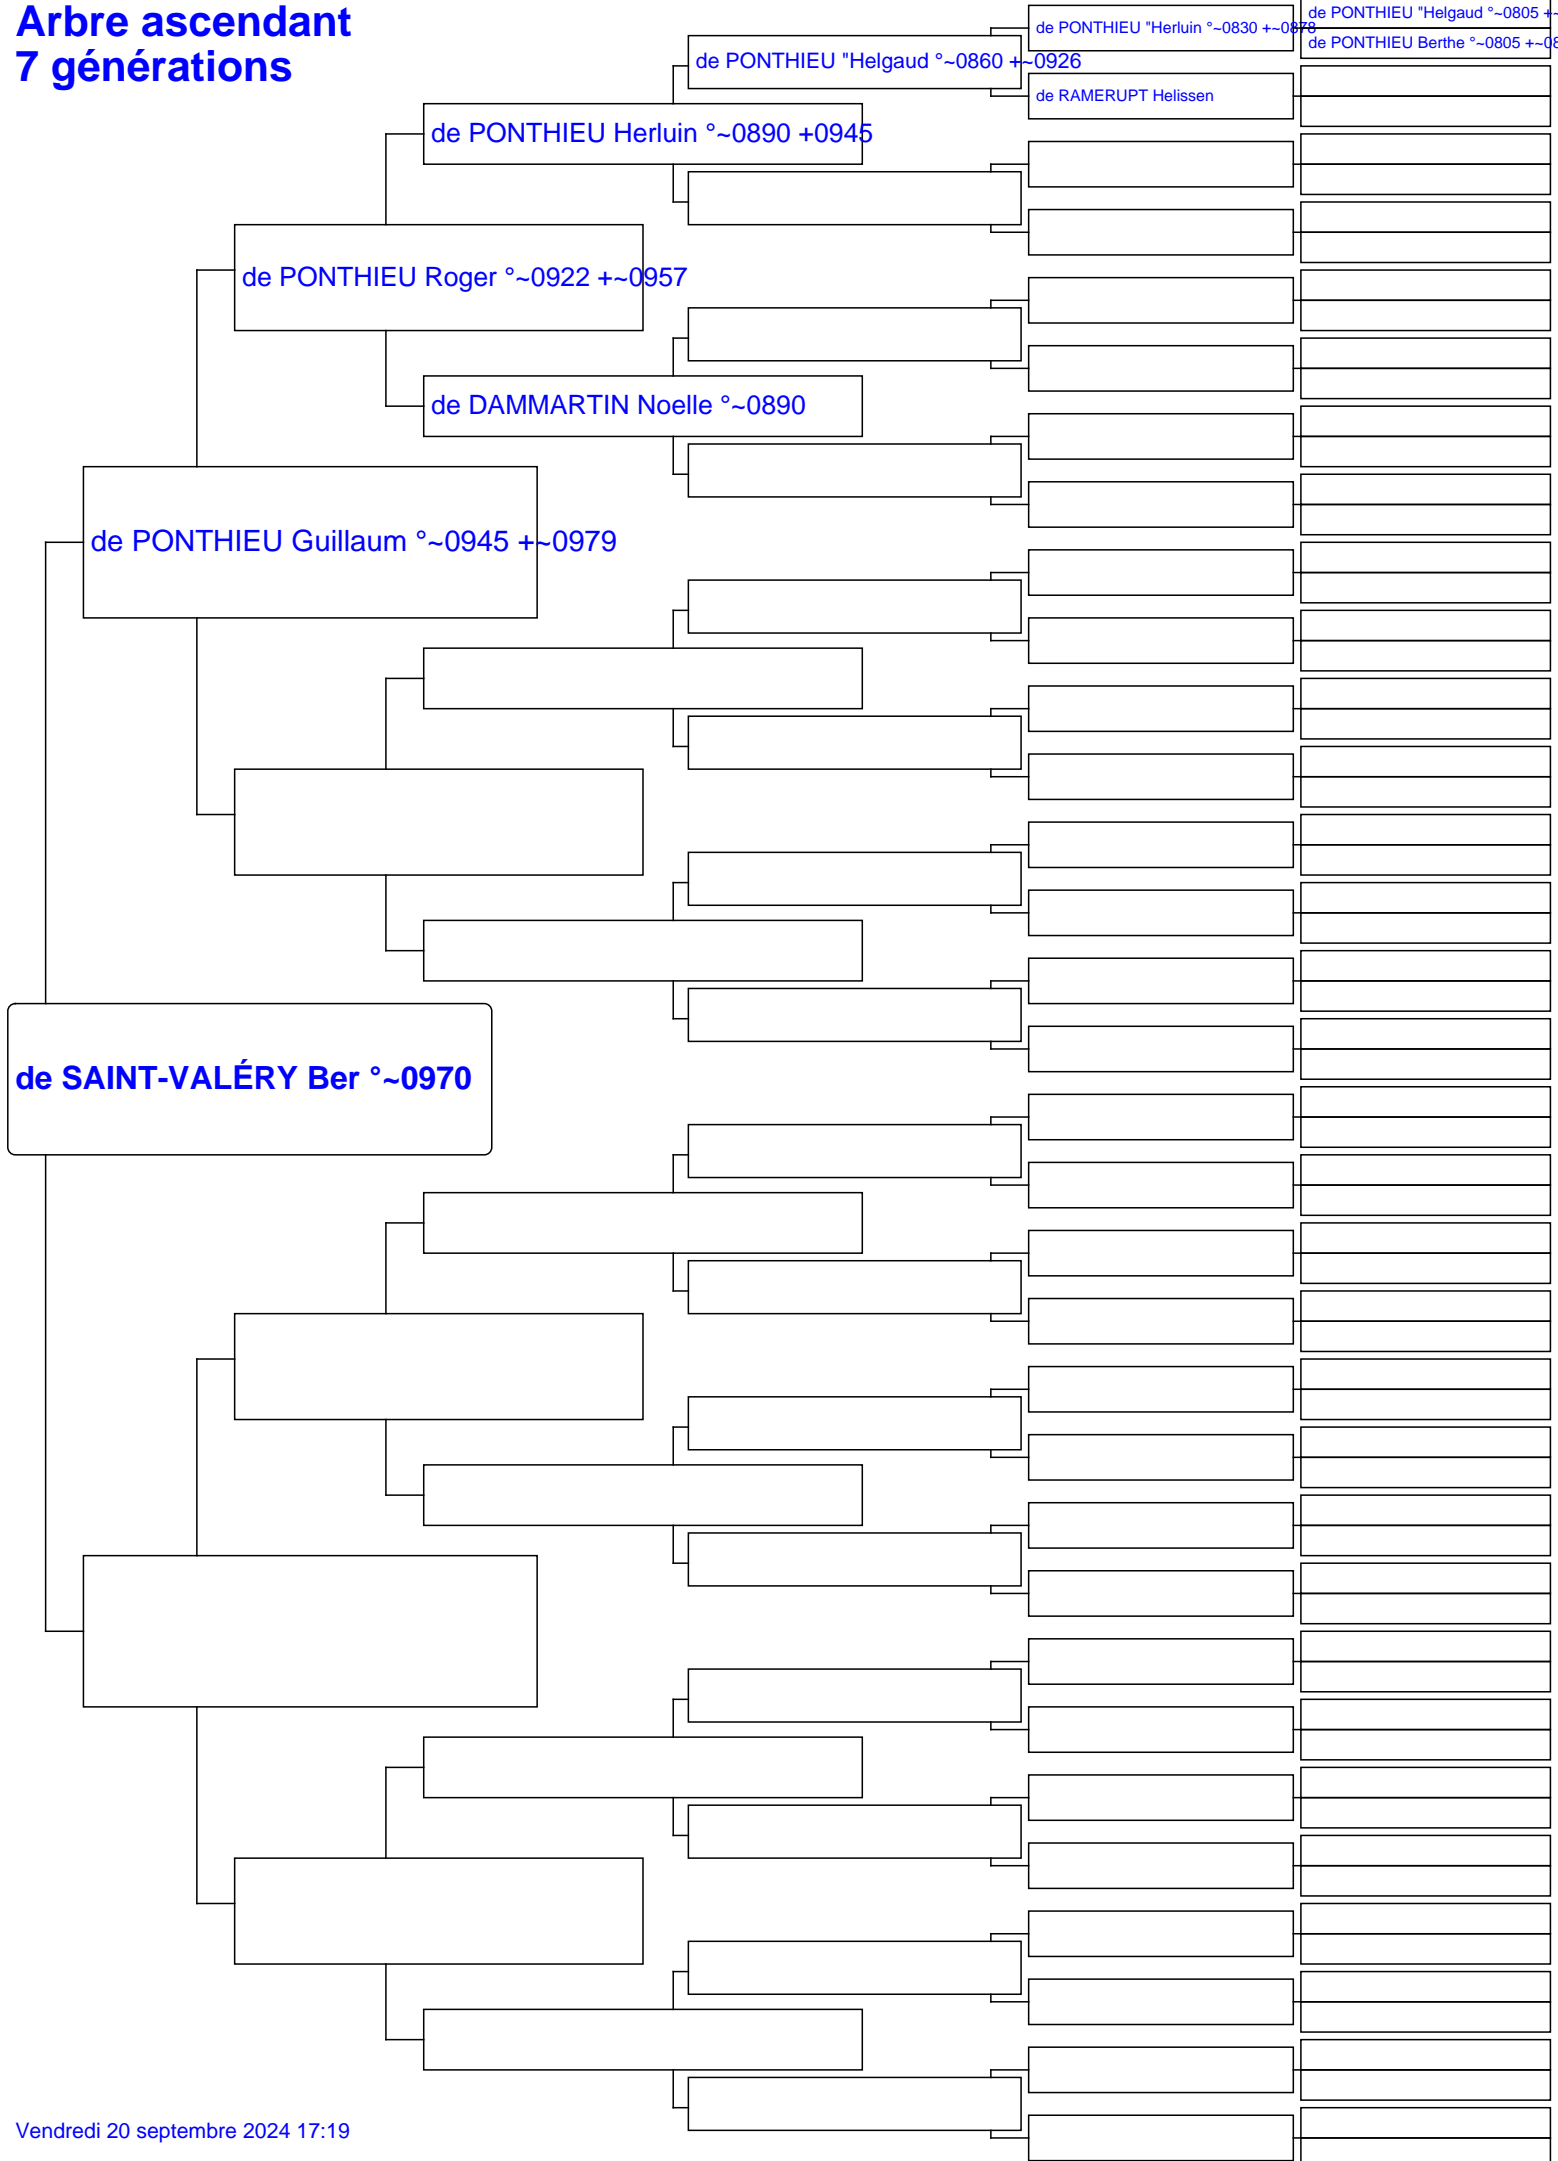 Arbre ascendant
7 générations
de PONTHIEU "Helgaud °~0805 +~
de PONTHIEU "Herluin °~0830 +~0878
de PONTHIEU Berthe °~0805 +~08
de PONTHIEU "Helgaud °~0860 +~0926
de RAMERUPT Helissen
de PONTHIEU Herluin °~0890 +0945
de PONTHIEU Roger °~0922 +~0957
de DAMMARTIN Noelle °~0890
de PONTHIEU Guillaum °~0945 +~0979
de SAINT-VALÉRY Ber °~0970
Vendredi 20 septembre 2024 17:19